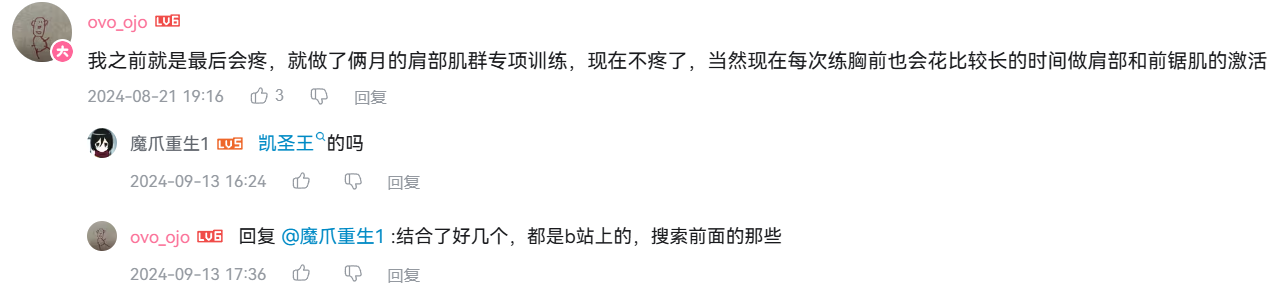 ovo_ojo LV6
六
我之前就是最后会疼，就做了俩月的肩部肌群专项训练，现在不疼了，当然现在每次练胸前也会花比较长的时间做肩部和前锯肌的激活
2024-08-21 19:16 3 回复
魔爪重生1 LV5 凯圣王的吗
2024-09-13 16:24 回复
ovo_ojo LV6 回复 @魔爪重生1 :结合了好几个，都是b站上的，搜索前面的那些
2024-09-13 17:36 回复